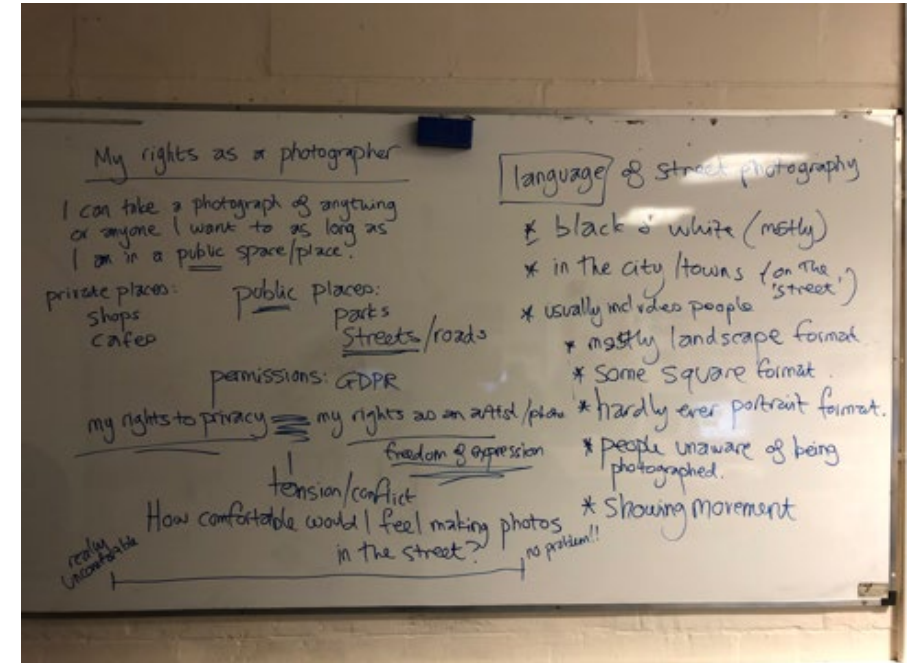 My rights as a photographer
I can take a photograph of anything
or anyone I want to as long as
I am in a public space/place.
private places:
shops
cafes
public places:
parks
Streets/roads
permissions: GDPR
my rights to privacy my rights as an artist/photo
freedom of expression
tension/conflict
How comfortable would I feel making photos
in the street?
really
uncomfortable
no problem!!
language of street photography
* black & white (mostly)
* in the city/towns (on the
'street')
* usually includes people
* mostly landscape format
* some square format.
* hardly ever portrait format.
* people unaware of being
photographed.
* showing movement